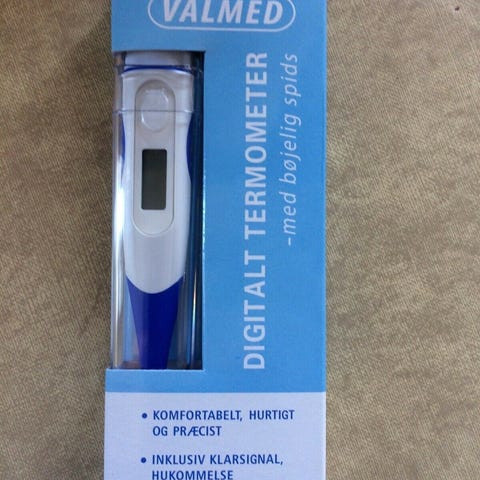 VALMED
DIGITALT TERMOMETER
-med bøjelig spids
• KOMFORTABELT, HURTIGT
OG PRÆCIST
• INKLUSIV KLARSIGNAL,
HUKOMMELSE